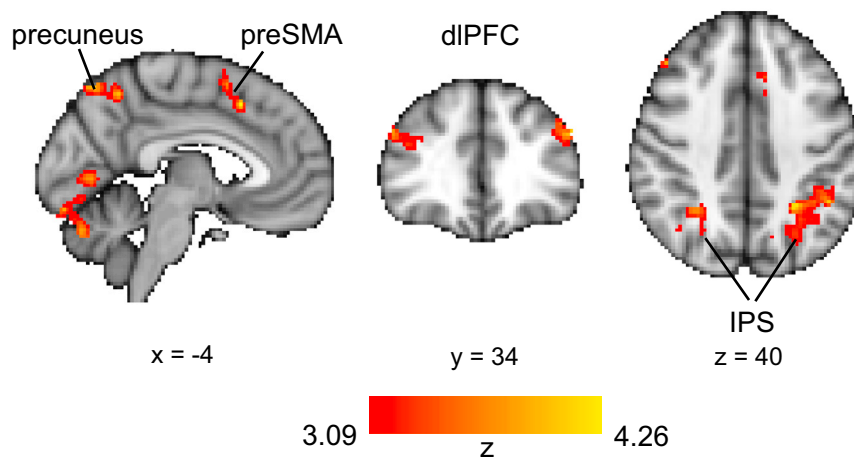 precuneus
preSMA
dlPFC
IPS
x = -4
y = 34
z = 40
3.09
4.26
z